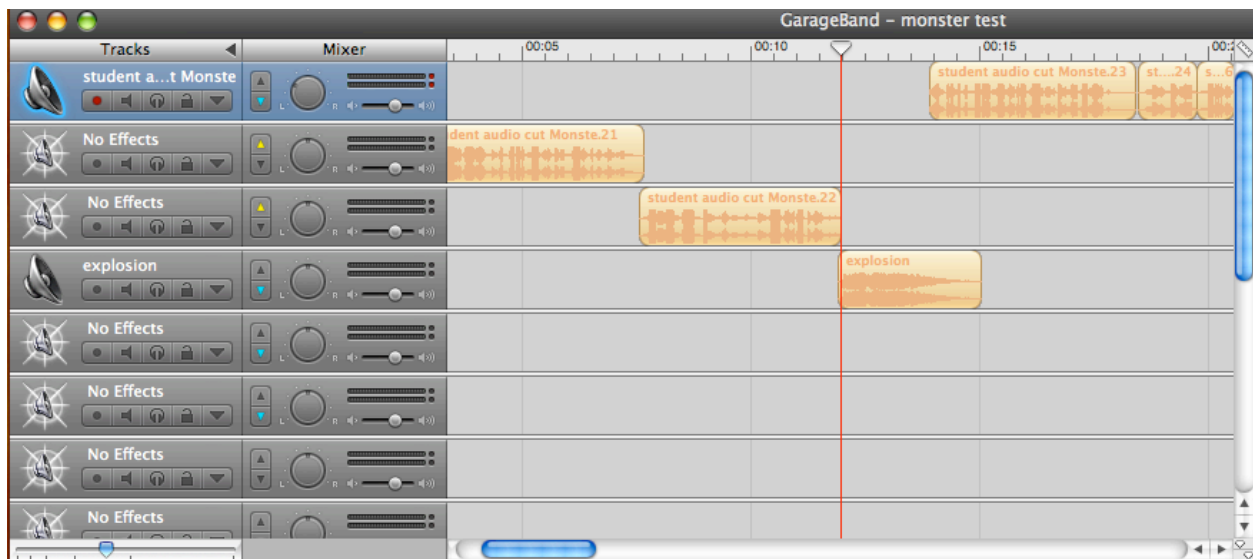 GarageBand – monster test
Tracks Mixer 00:05 00:10 00:15
student a...t Monste
student audio cut Monste.23 st....24 s...6
L R
No Effects
dent audio cut Monste.21
L R
No Effects
student audio cut Monste.22
L R
explosion
explosion
L R
No Effects
L R
No Effects
L R
No Effects
L R
No Effects